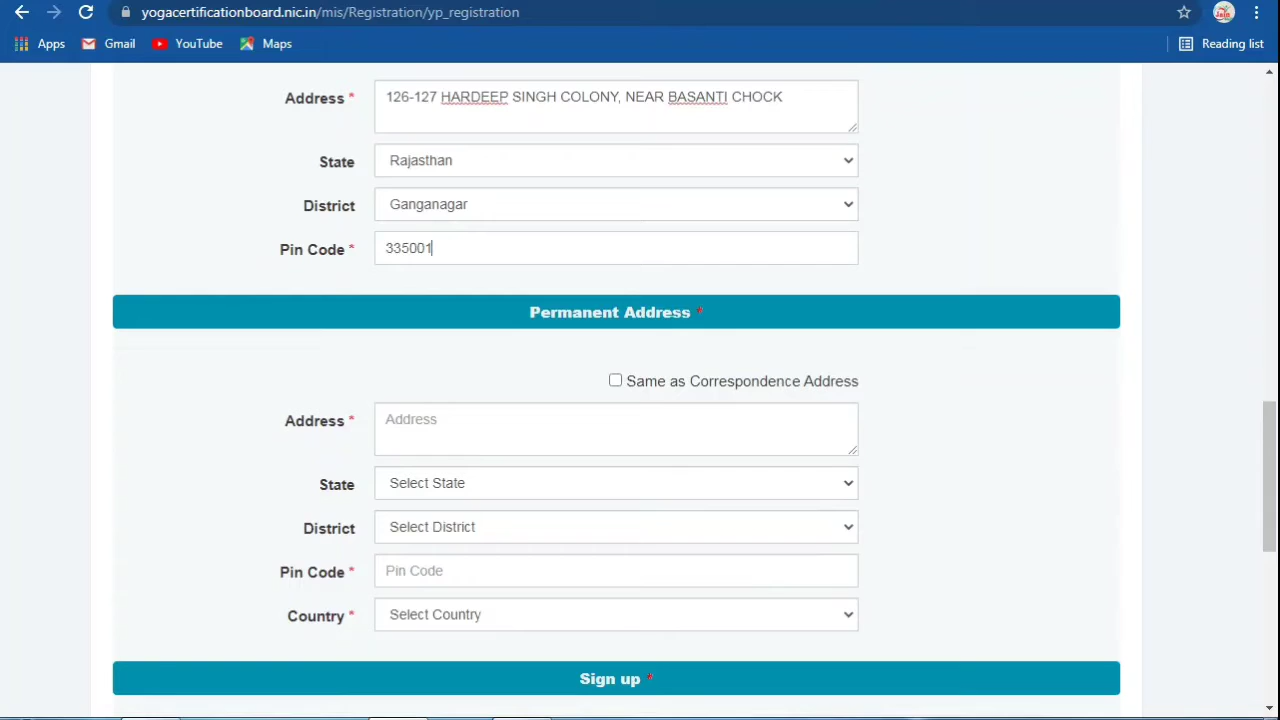 yogacertificationboard.nic.in/mis/Registration/yp_registration
Apps Gmail YouTube Maps Reading list
Address * 126-127 HARDEEP SINGH COLONY, NEAR BASANTI CHOCK
State Rajasthan
District Ganganagar
Pin Code * 335001
Permanent Address *
Same as Correspondence Address
Address * Address
State Select State
District Select District
Pin Code * Pin Code
Country * Select Country
Sign up *